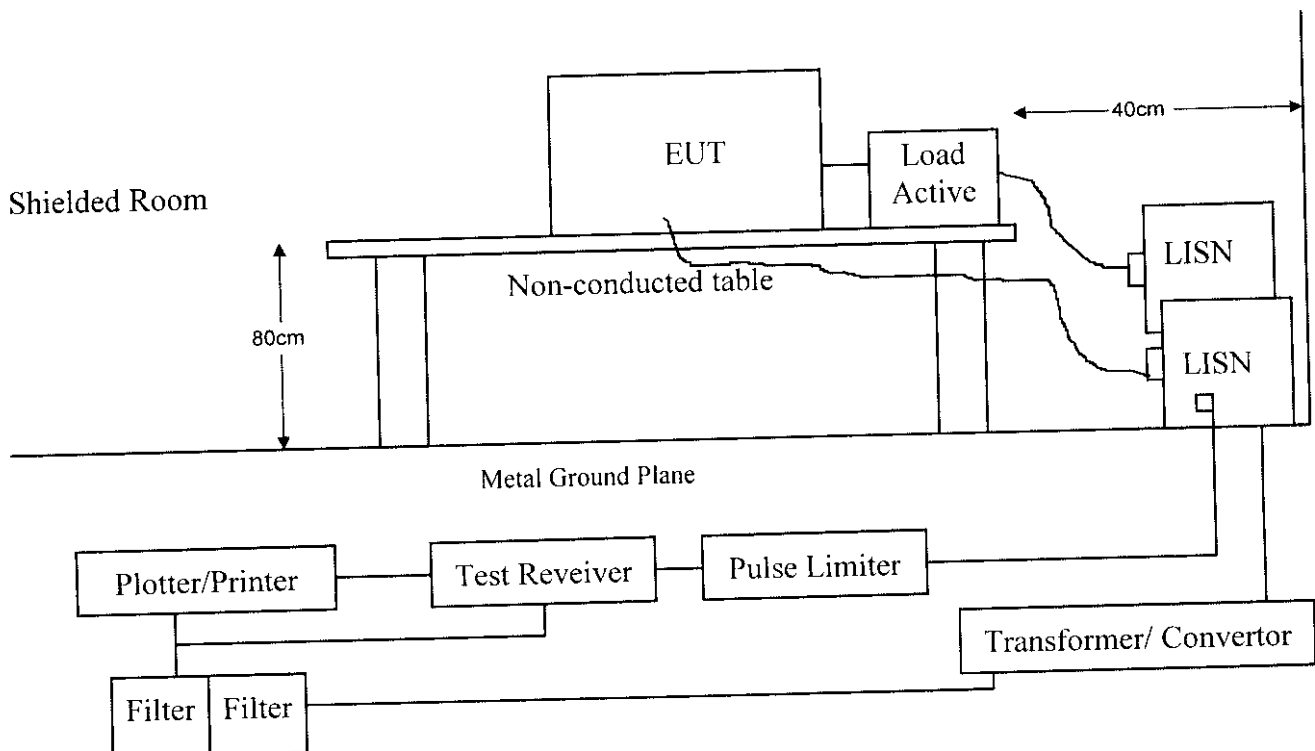 40cm
EUT
Load
Active
Shielded Room
LISN
Non-conducted table
80cm
LISN
Metal Ground Plane
Plotter/Printer
Test Reveiver
Pulse Limiter
Transformer/ Convertor
Filter
Filter